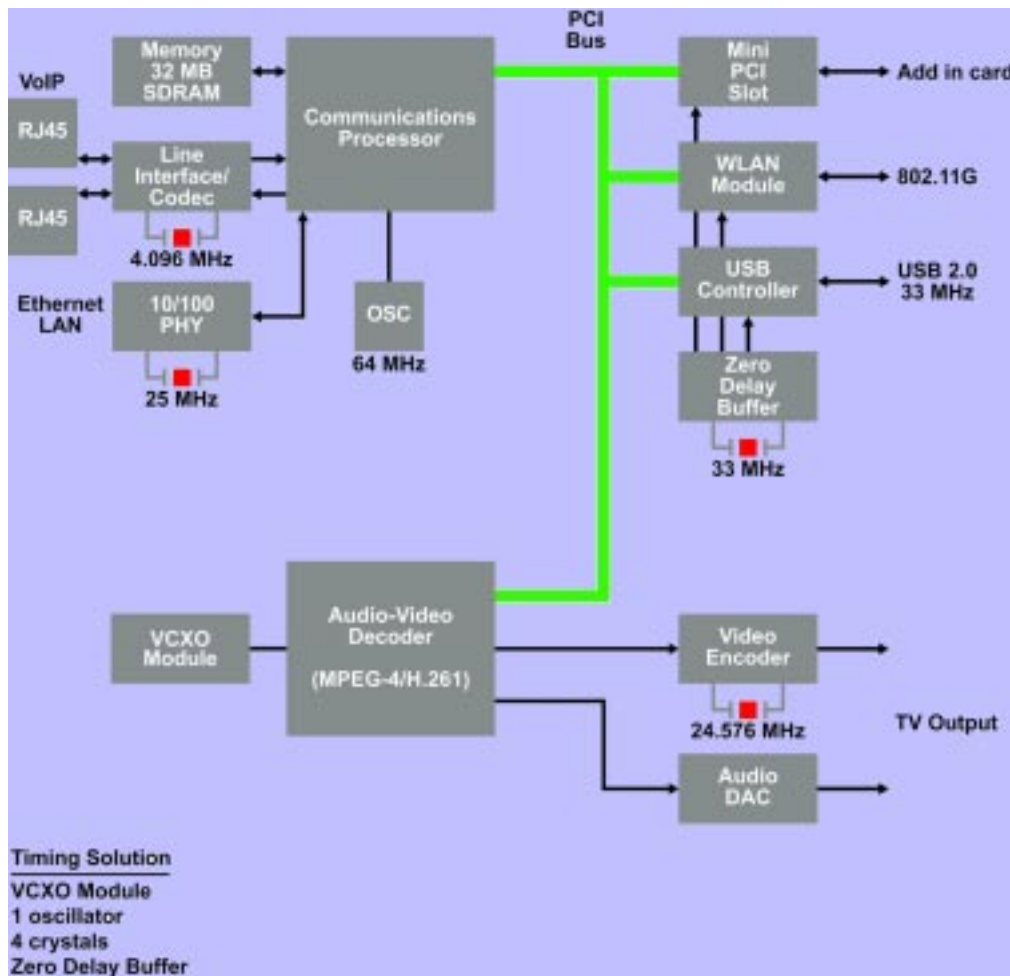 PCI
Bus
Memory
32 MB
SDRAM
Communications
Processor
Mini
PCI
Slot
Add in card
VoIP
RJ45
RJ45
Line
Interface/
Codec
4.096 MHz
WLAN
Module
802.11G
Ethernet
LAN
10/100
PHY
25 MHz
OSC
64 MHz
USB
Controller
USB 2.0
33 MHz
Zero
Delay
Buffer
33 MHz
VCXO
Module
Audio-Video
Decoder
(MPEG-4/H.261)
Video
Encoder
24.576 MHz
TV Output
Audio
DAC
Timing Solution
VCXO Module
1 oscillator
4 crystals
Zero Delay Buffer